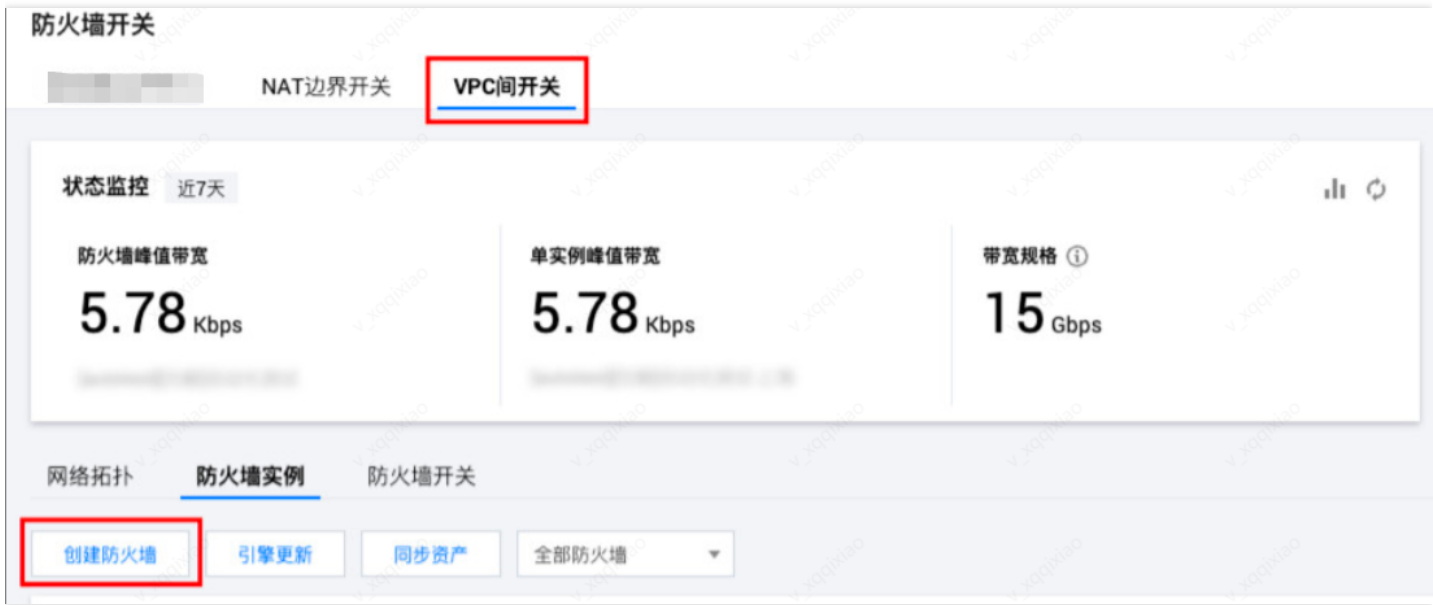 防火墙开关
NAT边界开关 VPC间开关
状态监控 近7天
防火墙峰值带宽 单实例峰值带宽 带宽规格
5.78 Kbps 5.78 Kbps 15 Gbps
网络拓扑 防火墙实例 防火墙开关
创建防火墙 引擎更新 同步资产 全部防火墙